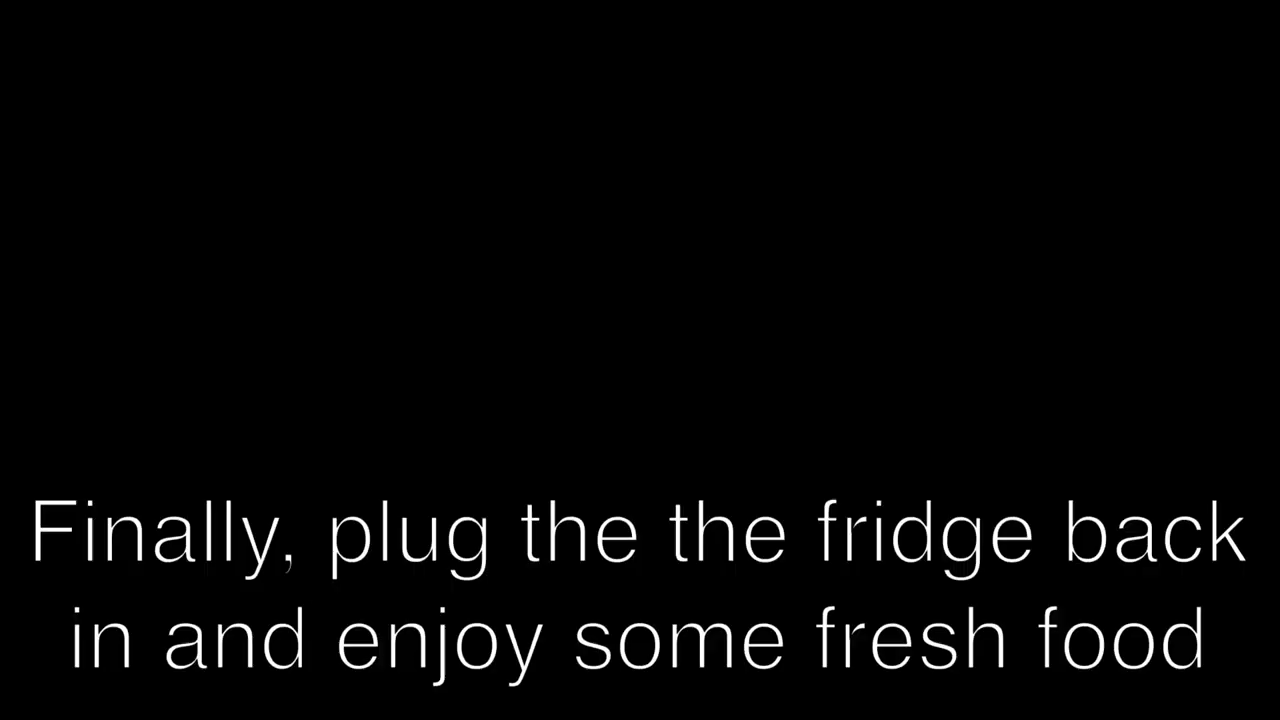 Finally, plug the the fridge back
in and enjoy some fresh food